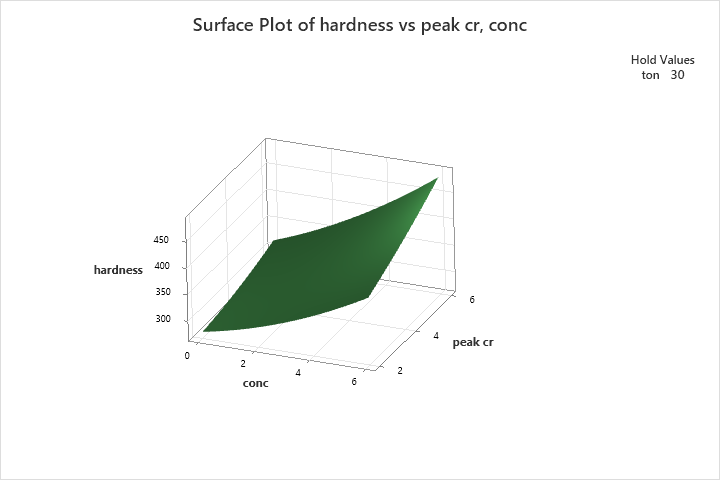 Surface Plot of hardness vs peak cr, conc
Hold Values
ton 30
450
400
350
300
hardness
0
2
4
6
conc
2
4
6
peak cr